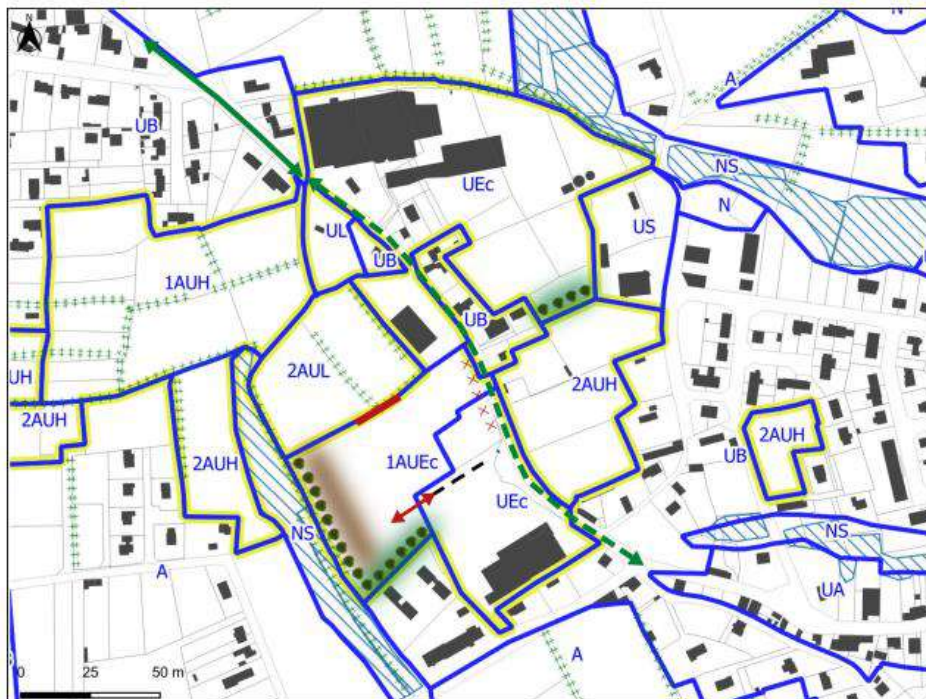 N
N
A
UB
UEc
NS
N
US
UL
UB
1AUH
UB
2AUL
2AUH
UH
2AUH
2AUH
UB
2AUH
1AUEc
UEc
NS
NS
A
UA
A
0 25 50 m